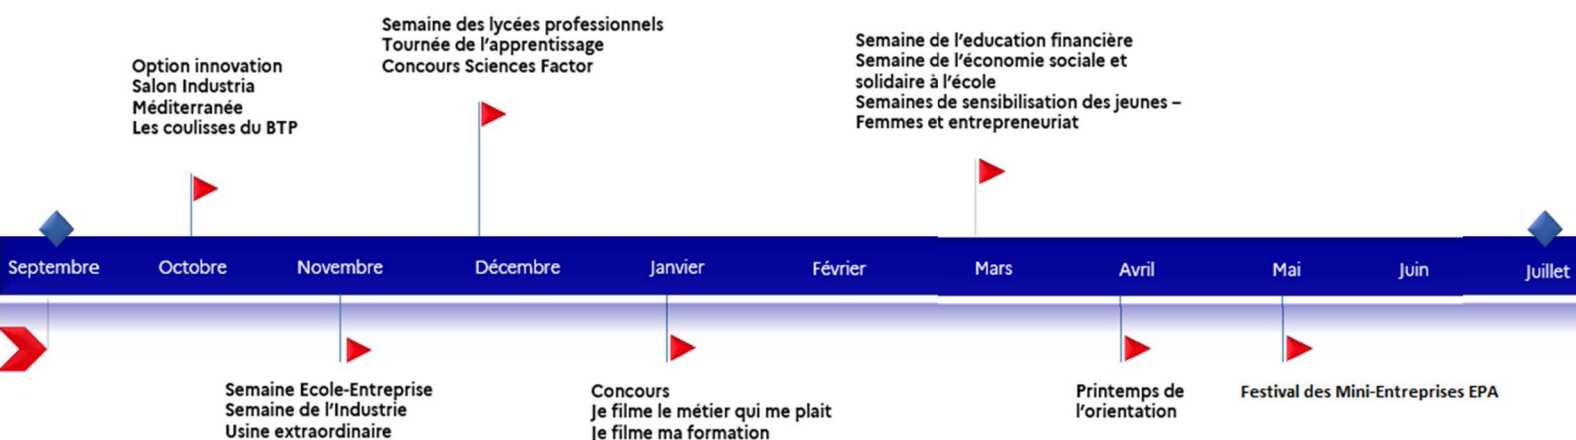 Semaine des lycées professionnels
Tournée de l'apprentissage
Concours Sciences Factor
Semaine de l'education financière
Semaine de l'économie sociale et
solidaire à l'école
Semaines de sensibilisation des jeunes –
Femmes et entrepreneuriat
Option innovation
Salon Industria
Méditerranée
Les coulisses du BTP
Septembre
Octobre
Novembre
Décembre
Janvier
Février
Mars
Avril
Mai
Juin
Juillet
Semaine Ecole-Entreprise
Semaine de l'Industrie
Usine extraordinaire
Concours
Je filme le métier qui me plait
Je filme ma formation
Printemps de
l'orientation
Festival des Mini-Entreprises EPA